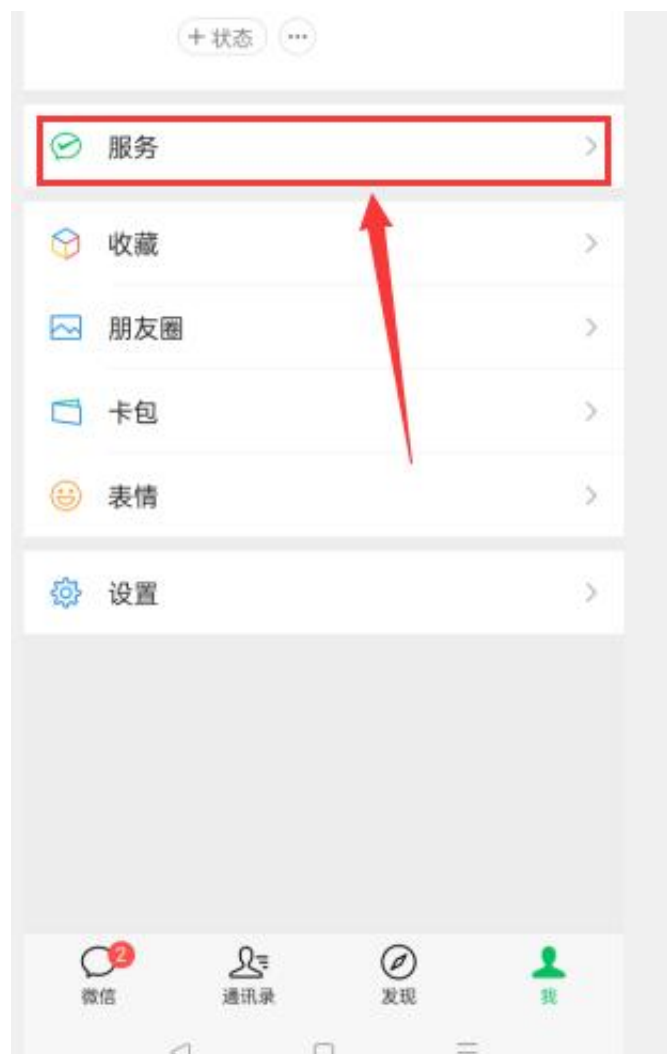 + 状态 ···
服务
收藏
朋友圈
卡包
表情
设置
2
微信 通讯录 发现 我